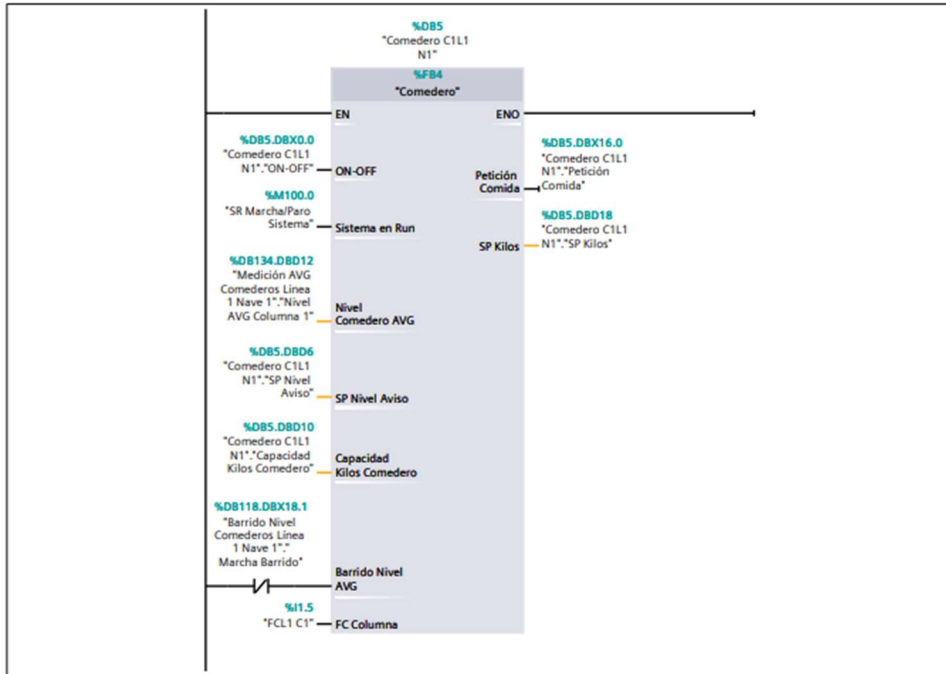 %DB5
"Comedero C1L1
N1"
%FB4
"Comedero"
EN
ENO
%DB5.DBX0.0
"Comedero C1L1
N1"."ON-OFF"
ON-OFF
%DB5.DBX16.0
"Comedero C1L1
N1"."Petición
Comida"
Petición
Comida
%M100.0
"SR Marcha/Paro
Sistema"
Sistema en Run
%DB5.DBD18
"Comedero C1L1
N1"."SP Kilos"
SP Kilos
%DB134.DBD12
"Medición AVG
Comederos Linea
1 Nave 1"."Nivel
AVG Columna 1"
Nivel
Comedero AVG
%DB5.DBD6
"Comedero C1L1
N1"."SP Nivel
Aviso"
SP Nivel Aviso
%DB5.DBD10
"Comedero C1L1
N1"."Capacidad
Kilos Comedero"
Capacidad
Kilos Comedero
%DB118.DBX18.1
"Barrido Nivel
Comederos Linea
1 Nave 1"."
Marcha Barrido"
Barrido Nivel
AVG
%I1.5
"FCL1 C1"
FC Columna